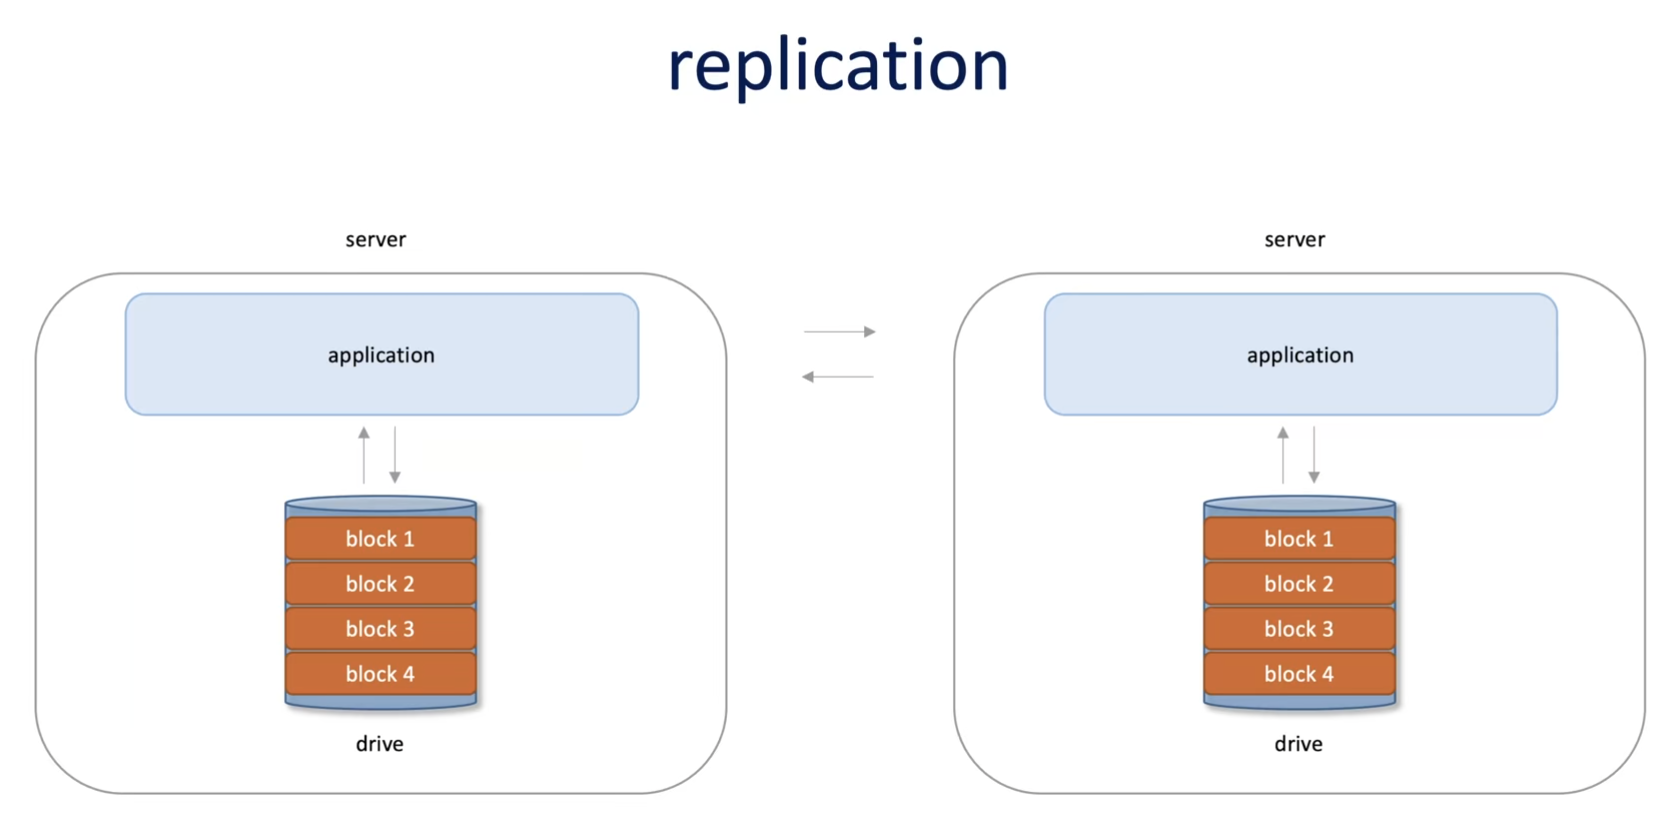 replication
server
server
application
application
block 1
block 2
block 3
block 4
block 1
block 2
block 3
block 4
drive
drive